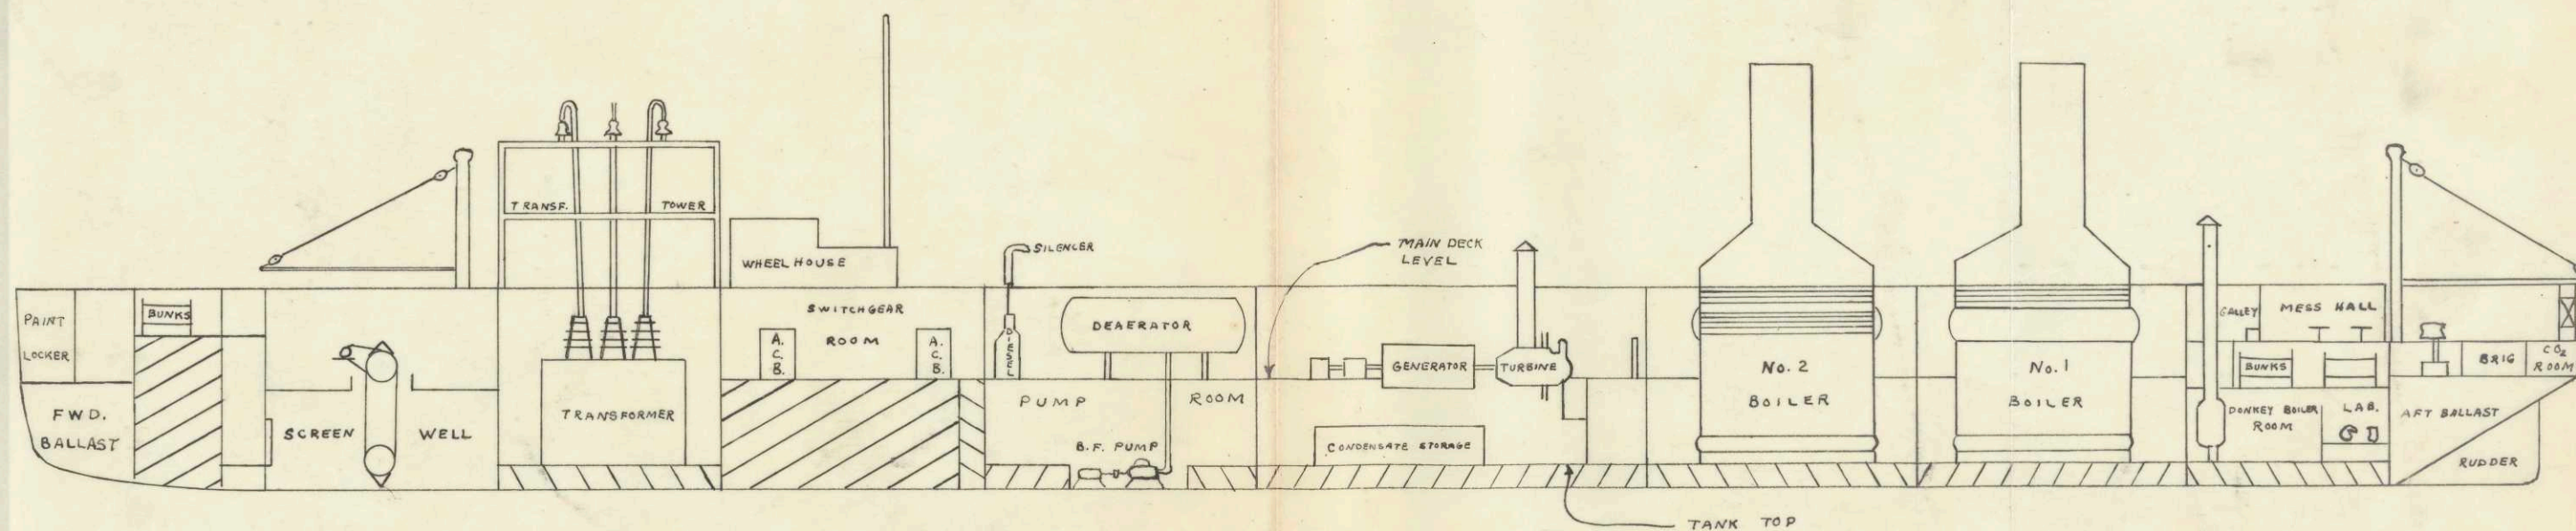 PAINT
LOCKER
FWD.
BALLAST
BUNKS
SCREEN WELL
TRANSF. TOWER
TRANSFORMER
WHEEL HOUSE
SWITCHGEAR
ROOM
A.
C.
B.
A.
C.
B.
SILENCER
DIESEL
DEAERATOR
PUMP ROOM
B.F. PUMP
MAIN DECK
LEVEL
GENERATOR
TURBINE
CONDENSATE STORAGE
TANK TOP
No. 2
BOILER
No. 1
BOILER
GALLEY
MESS HALL
BUNKS
DONKEY BOILER
ROOM
LAB.
BRIG
CO2
ROOM
AFT BALLAST
RUDDER